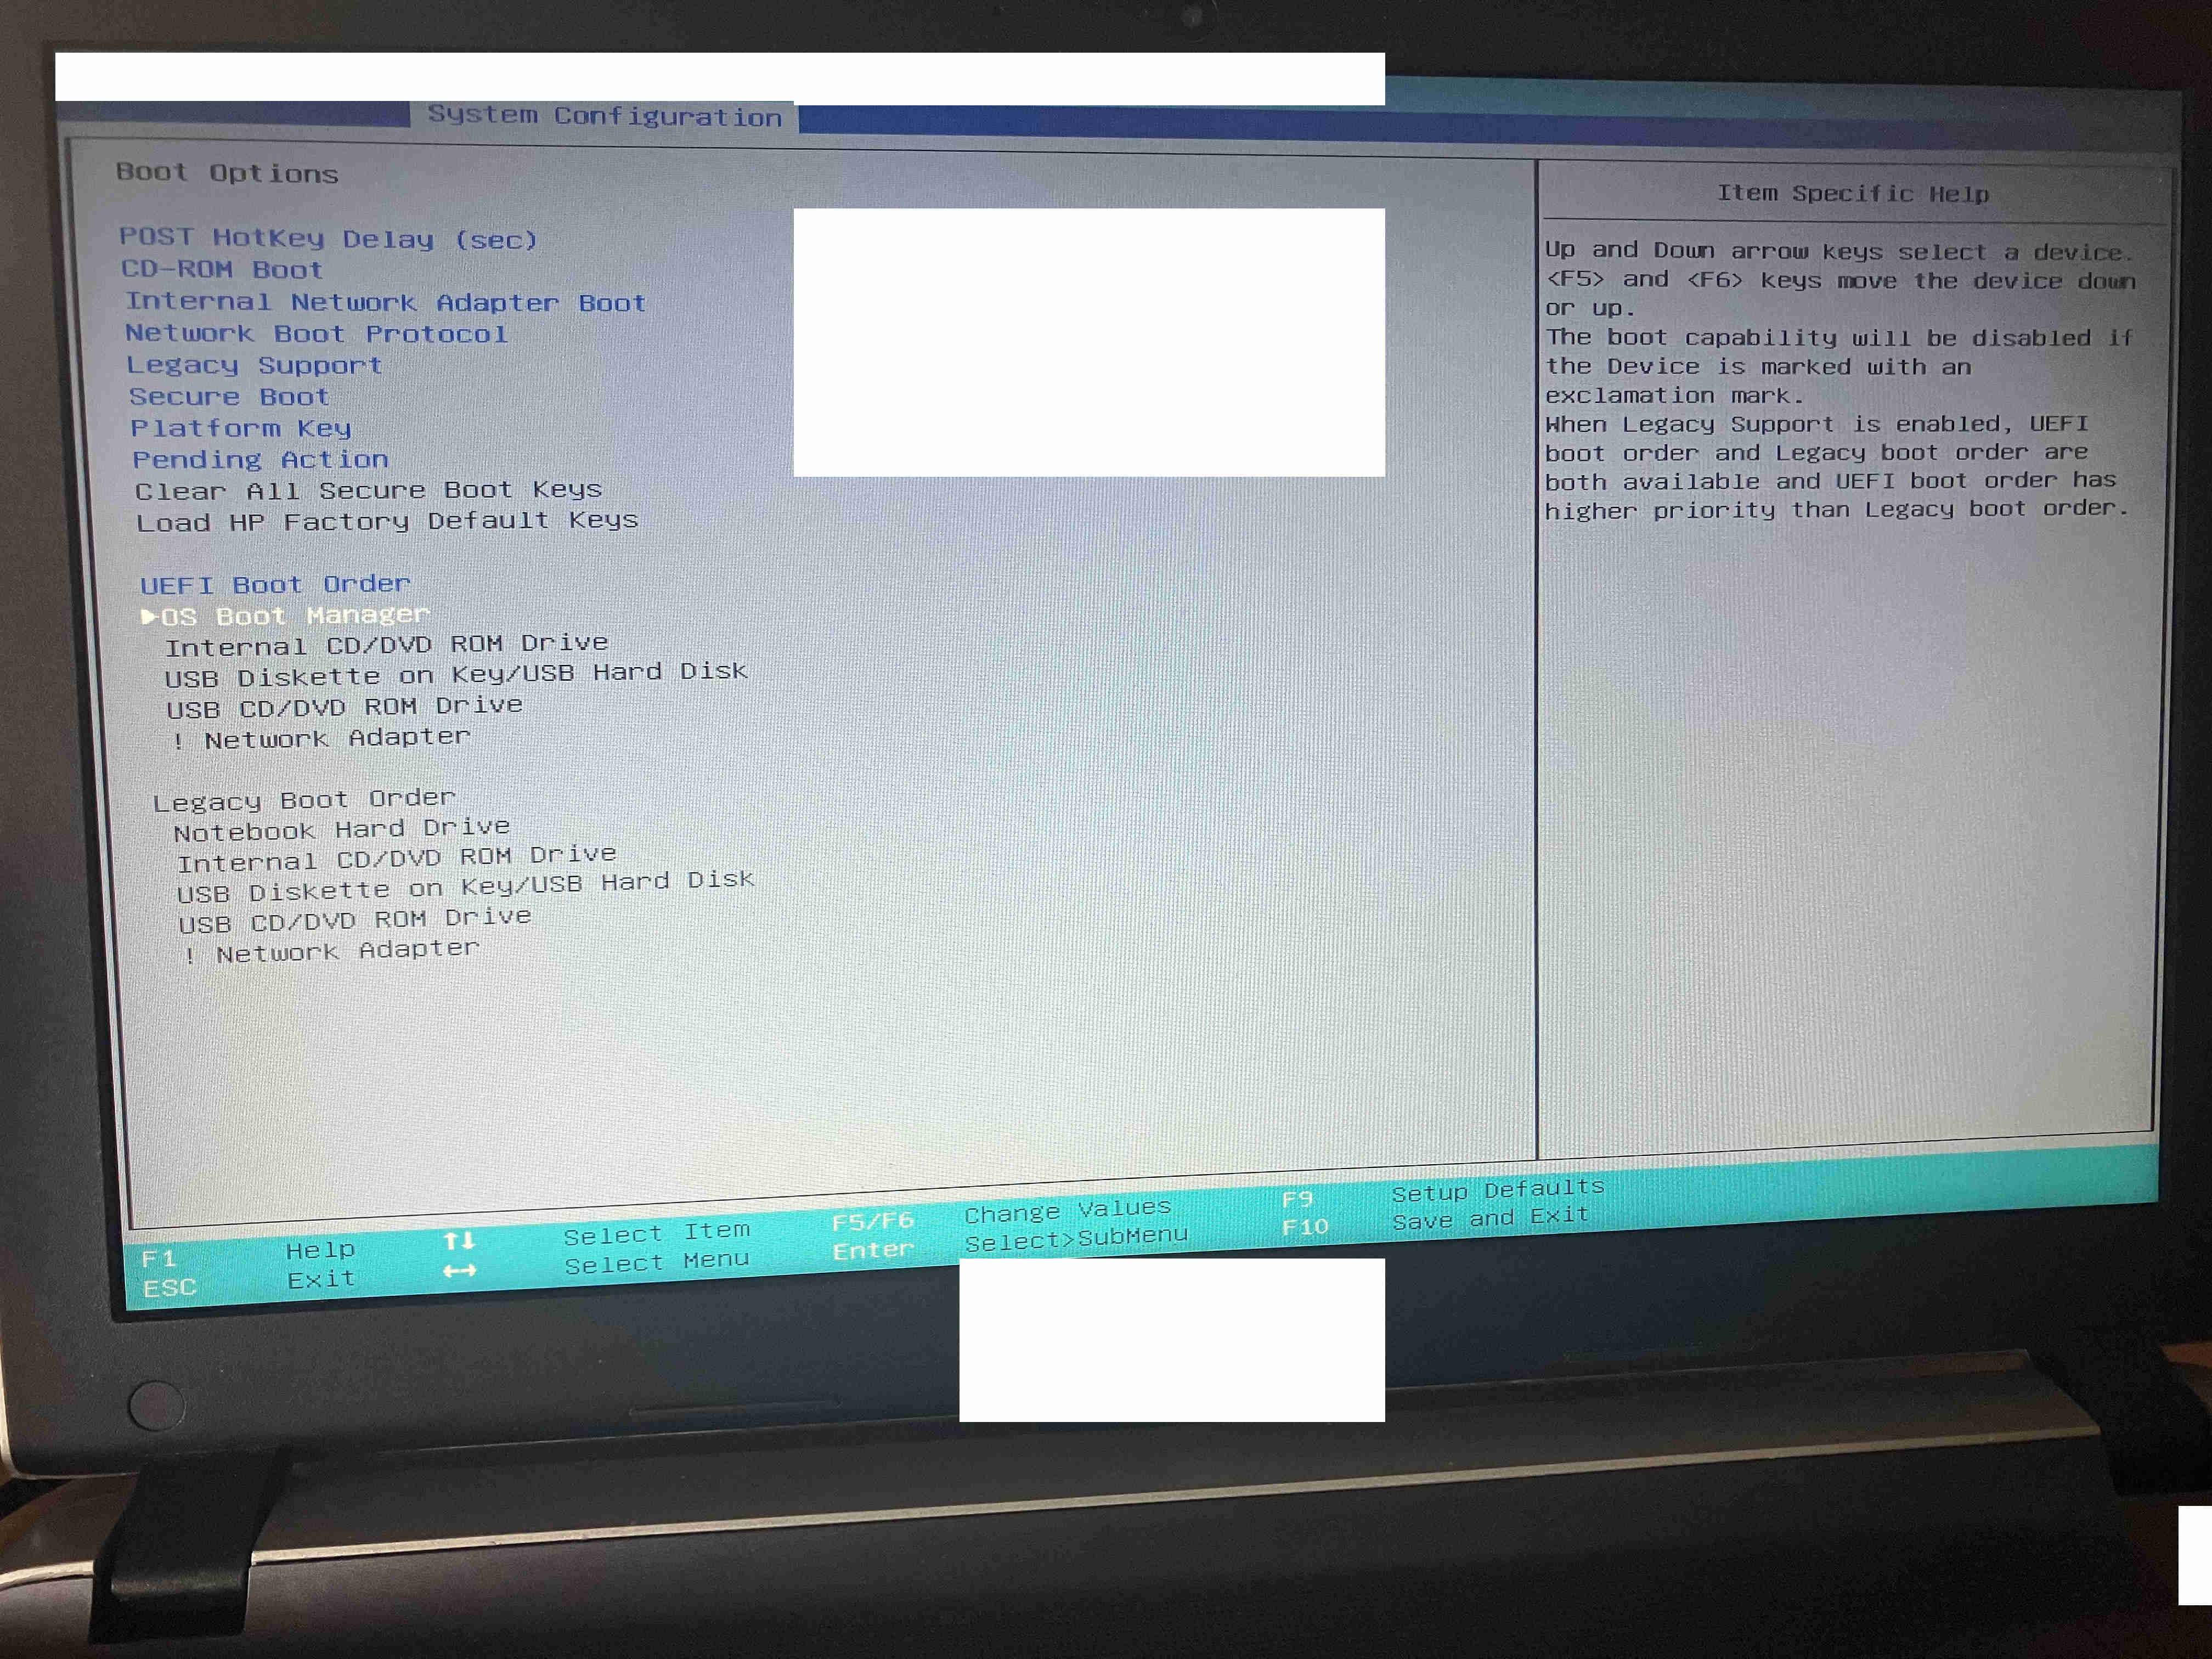 System Configuration
Boot Options
POST HotKey Delay (sec)
CD-ROM Boot
Internal Network Adapter Boot
Network Boot Protocol
Legacy Support
Secure Boot
Platform Key
Pending Action
Clear All Secure Boot Keys
Load HP Factory Default Keys
UEFI Boot Order
▶OS Boot Manager
Internal CD/DVD ROM Drive
USB Diskette on Key/USB Hard Disk
USB CD/DVD ROM Drive
! Network Adapter
Legacy Boot Order
Notebook Hard Drive
Internal CD/DVD ROM Drive
USB Diskette on Key/USB Hard Disk
USB CD/DVD ROM Drive
! Network Adapter
Item Specific Help
Up and Down arrow keys select a device.
<F5> and <F6> keys move the device down
or up.
The boot capability will be disabled if
the Device is marked with an
exclamation mark.
When Legacy Support is enabled, UEFI
boot order and Legacy boot order are
both available and UEFI boot order has
higher priority than Legacy boot order.
F1 Help ↑↓ Select Item F5/F6 Change Values F9 Setup Defaults
ESC Exit ↔ Select Menu Enter Select>SubMenu F10 Save and Exit